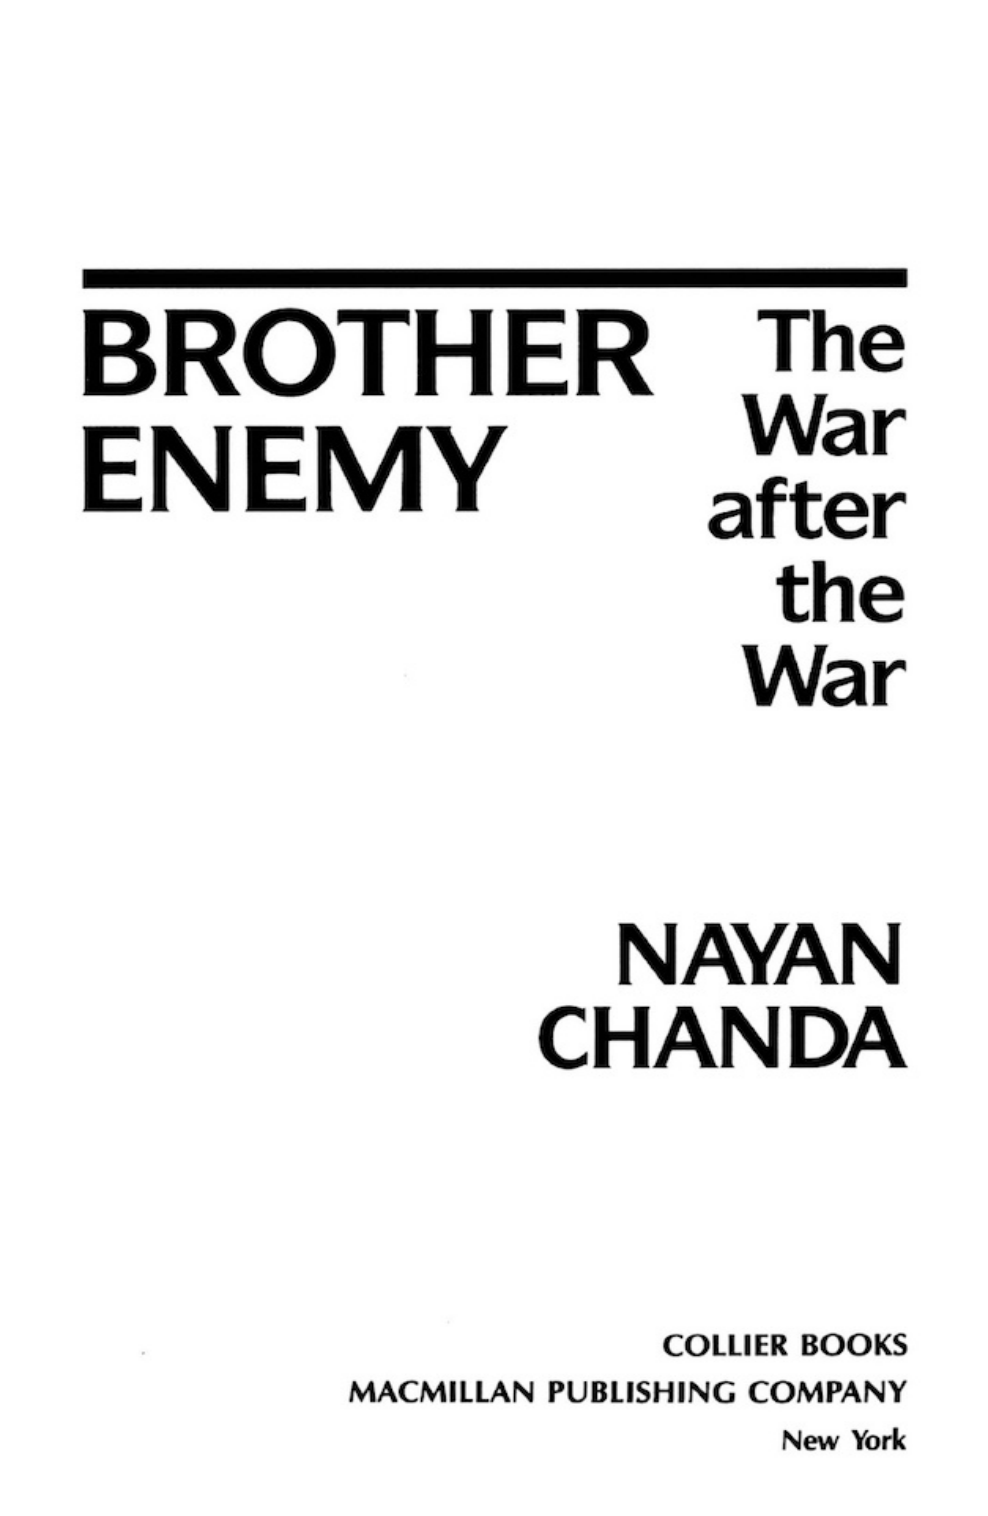 BROTHER
ENEMY
The
War
after
the
War
NAYAN
CHANDA
COLLIER BOOKS
MACMILLAN PUBLISHING COMPANY
New York